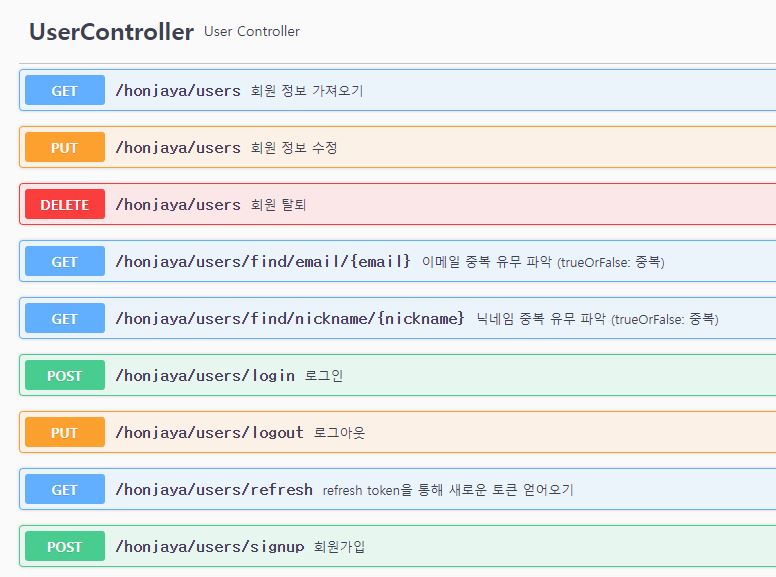 UserController User Controller
GET /honjaya/users 회원 정보 가져오기
PUT /honjaya/users 회원 정보 수정
DELETE /honjaya/users 회원 탈퇴
GET /honjaya/users/find/email/{email} 이메일 중복 유무 파악 (trueOrFalse: 중복)
GET /honjaya/users/find/nickname/{nickname} 닉네임 중복 유무 파악 (trueOrFalse: 중복)
POST /honjaya/users/login 로그인
PUT /honjaya/users/logout 로그아웃
GET /honjaya/users/refresh refresh token을 통해 새로운 토큰 얻어오기
POST /honjaya/users/signup 회원가입